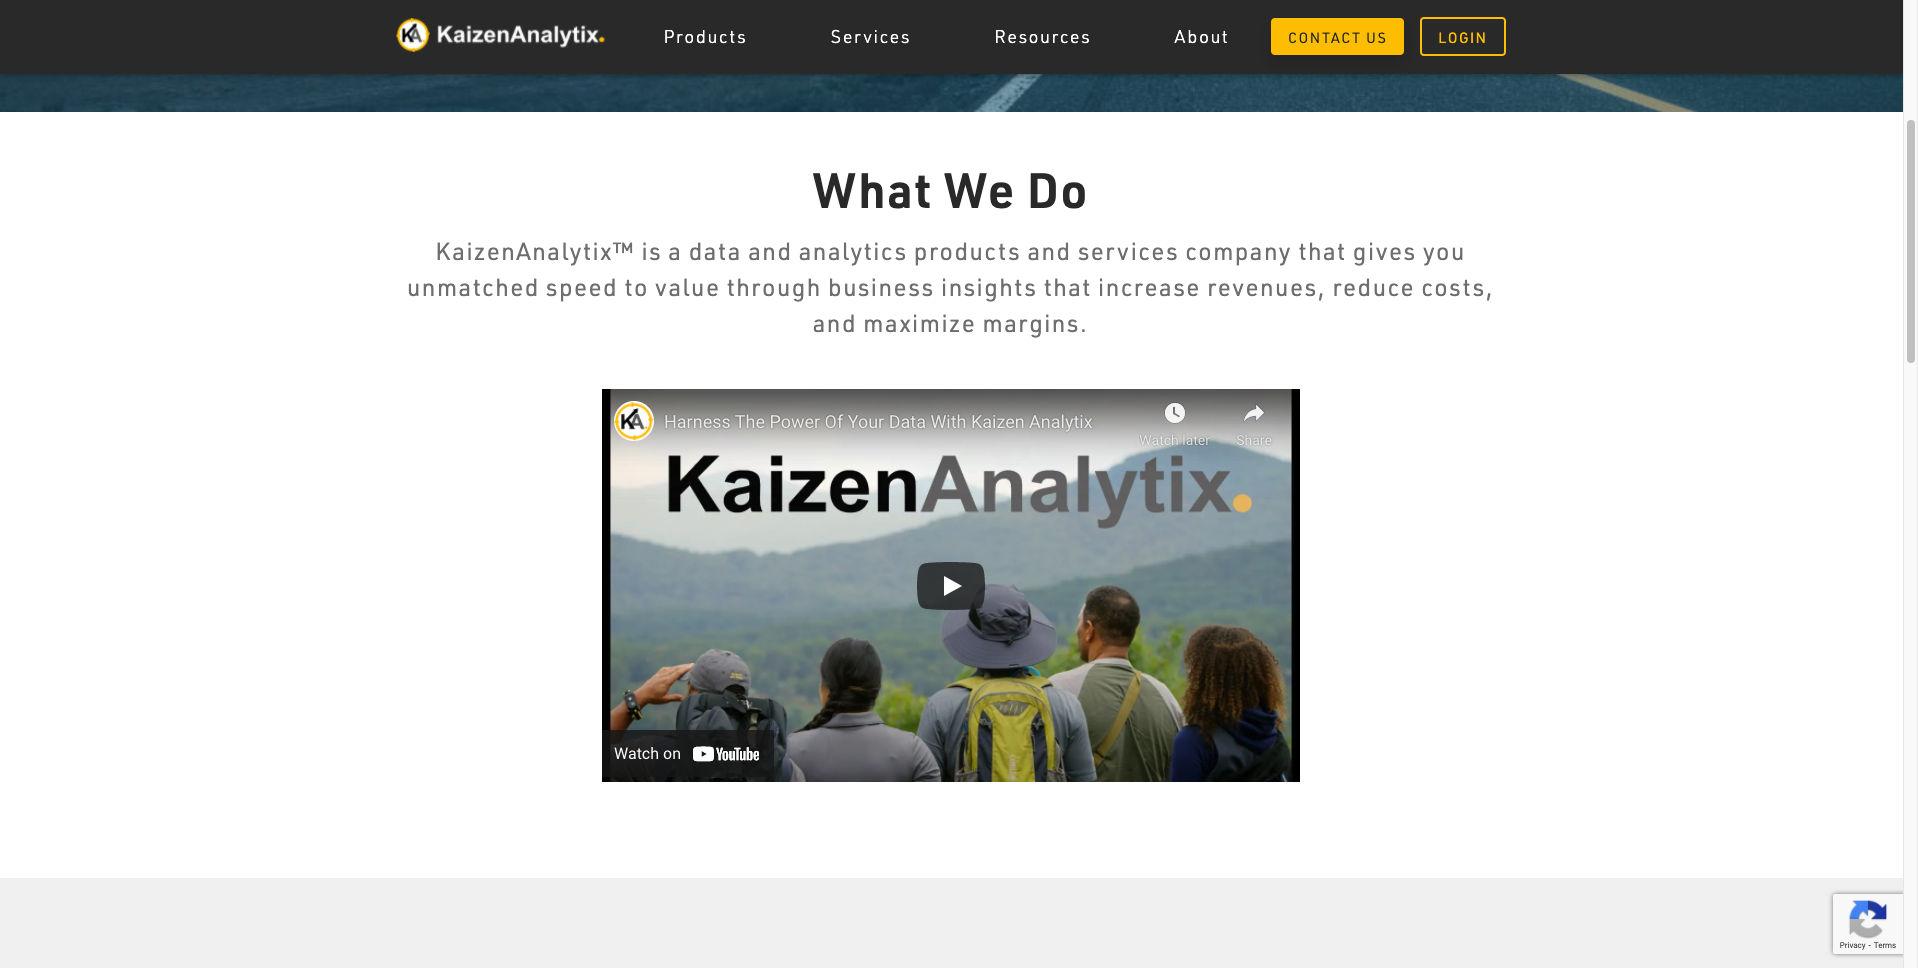 KA KaizenAnalytix.
Products
Services
Resources
About
CONTACT US
LOGIN
What We Do
KaizenAnalytix™ is a data and analytics products and services company that gives you
unmatched speed to value through business insights that increase revenues, reduce costs,
and maximize margins.
KA
Harness The Power Of Your Data With Kaizen Analytix
Watch later
Share
KaizenAnalytix.
Watch on YouTube
Privacy - Terms